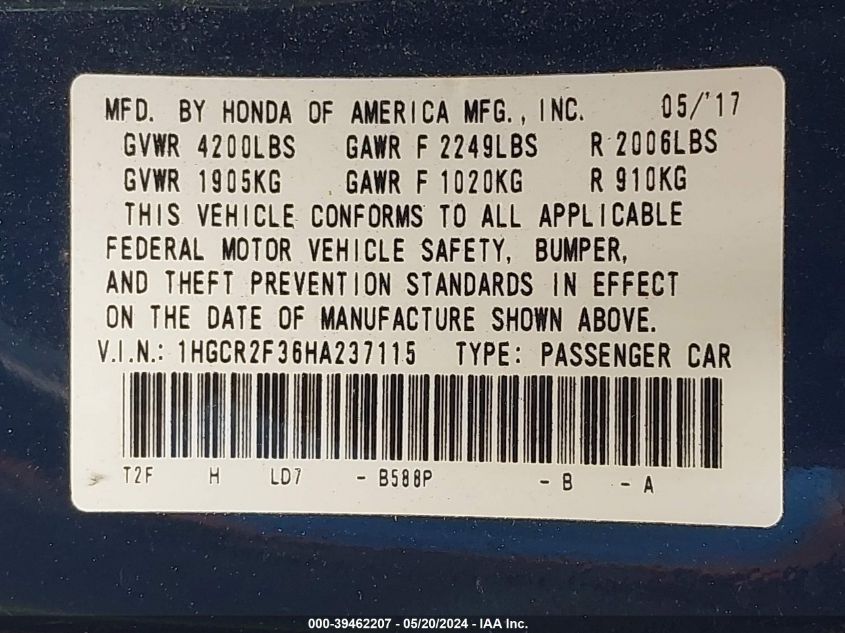 MFD. BY HONDA OF AMERICA MFG., INC. 05/'17
GVWR 4200LBS GAWR F 2249LBS R 2006LBS
GVWR 1905KG GAWR F 1020KG R 910KG
THIS VEHICLE CONFORMS TO ALL APPLICABLE
FEDERAL MOTOR VEHICLE SAFETY, BUMPER,
AND THEFT PREVENTION STANDARDS IN EFFECT
ON THE DATE OF MANUFACTURE SHOWN ABOVE.
V.I.N.: 1HGCR2F36HA237115 TYPE: PASSENGER CAR
T2F H LD7 - B588P - B - A
000-39462207 - 05/20/2024 - IAA Inc.